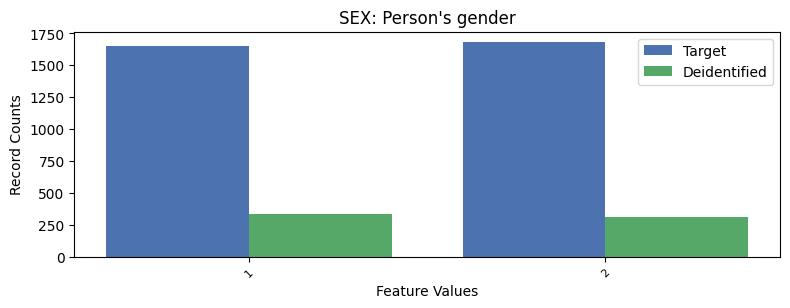 SEX: Person's gender
Record Counts
1750
1500
1250
1000
750
500
250
0
Target
Deidentified
1
2
Feature Values